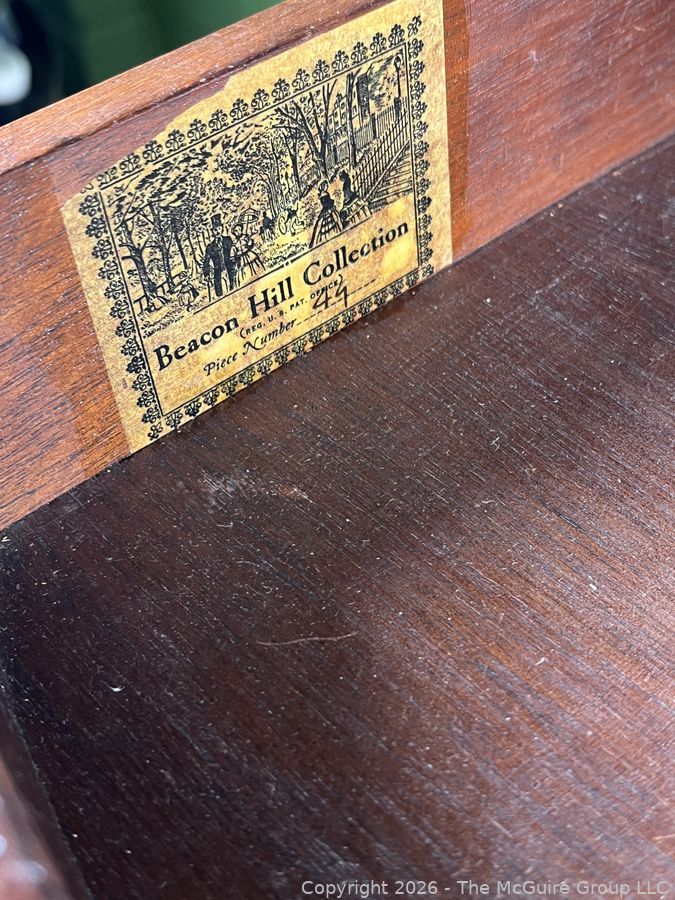 Beacon Hill Collection
(REG. U. S. PAT. OFFICE)
Piece Number 44
Copyright 2026 - The McGuire Group LLC